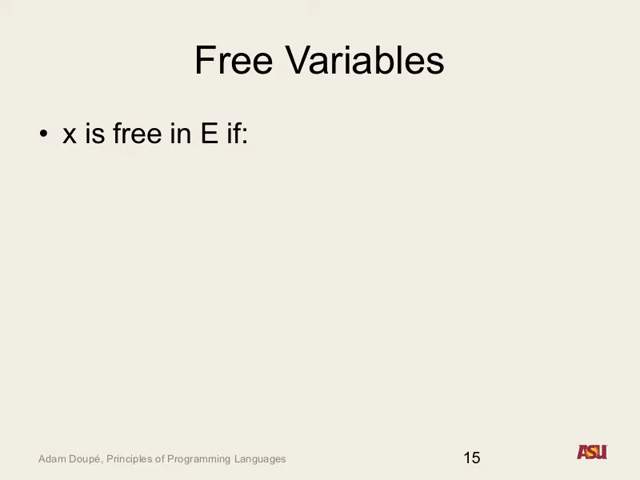 Free Variables
• x is free in E if:
Adam Doupé, Principles of Programming Languages
15
ASU